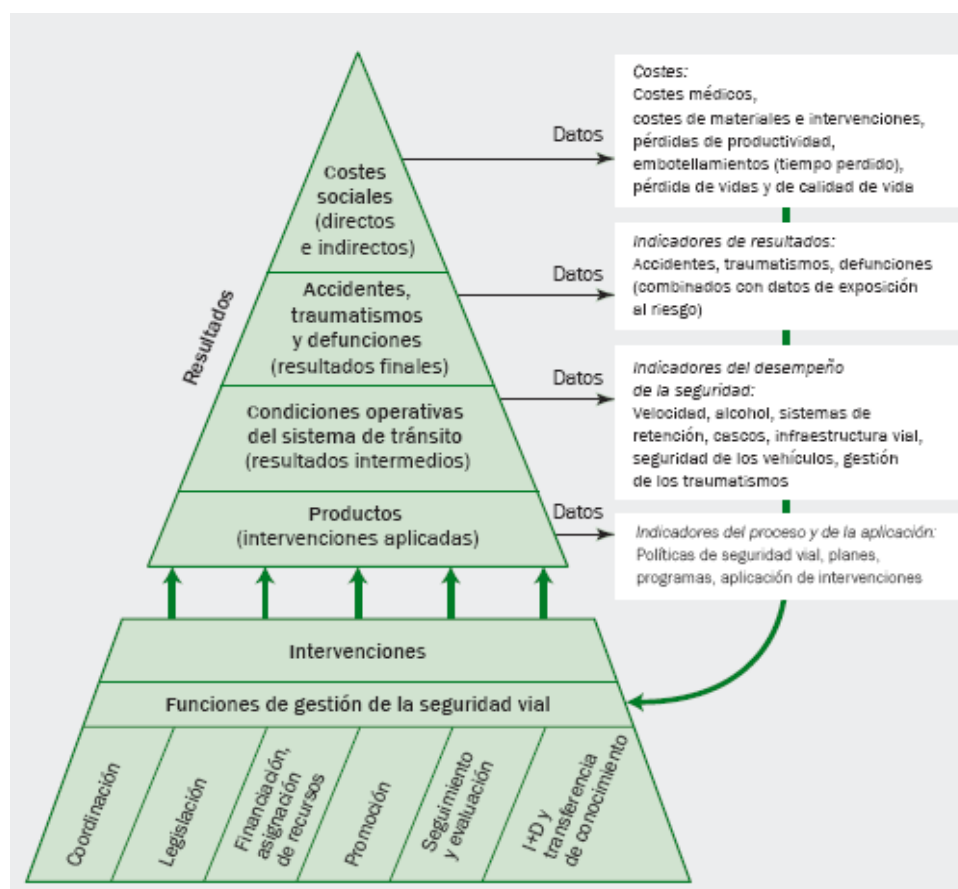 Costes
sociales
(directos
e indirectos)
Accidentes,
traumatismos
y defunciones
(resultados finales)
Condiciones operativas
del sistema de tránsito
(resultados intermedios)
Productos
(intervenciones aplicadas)
Resultados
Datos
Costes:
Costes médicos,
costes de materiales e intervenciones,
pérdidas de productividad,
embotellamientos (tiempo perdido),
pérdida de vidas y de calidad de vida
Datos
Indicadores de resultados:
Accidentes, traumatismos, defunciones
(combinados con datos de exposición
al riesgo)
Datos
Indicadores del desempeño
de la seguridad:
Velocidad, alcohol, sistemas de
retención, cascos, infraestructura vial,
seguridad de los vehículos, gestión
de los traumatismos
Datos
Indicadores del proceso y de la aplicación:
Políticas de seguridad vial, planes,
programas, aplicación de intervenciones
Intervenciones
Funciones de gestión de la seguridad vial
Coordinación
Legislación
Financiación,
asignación
de recursos
Promoción
Seguimiento
y evaluación
I+D y
transferencia
de conocimiento